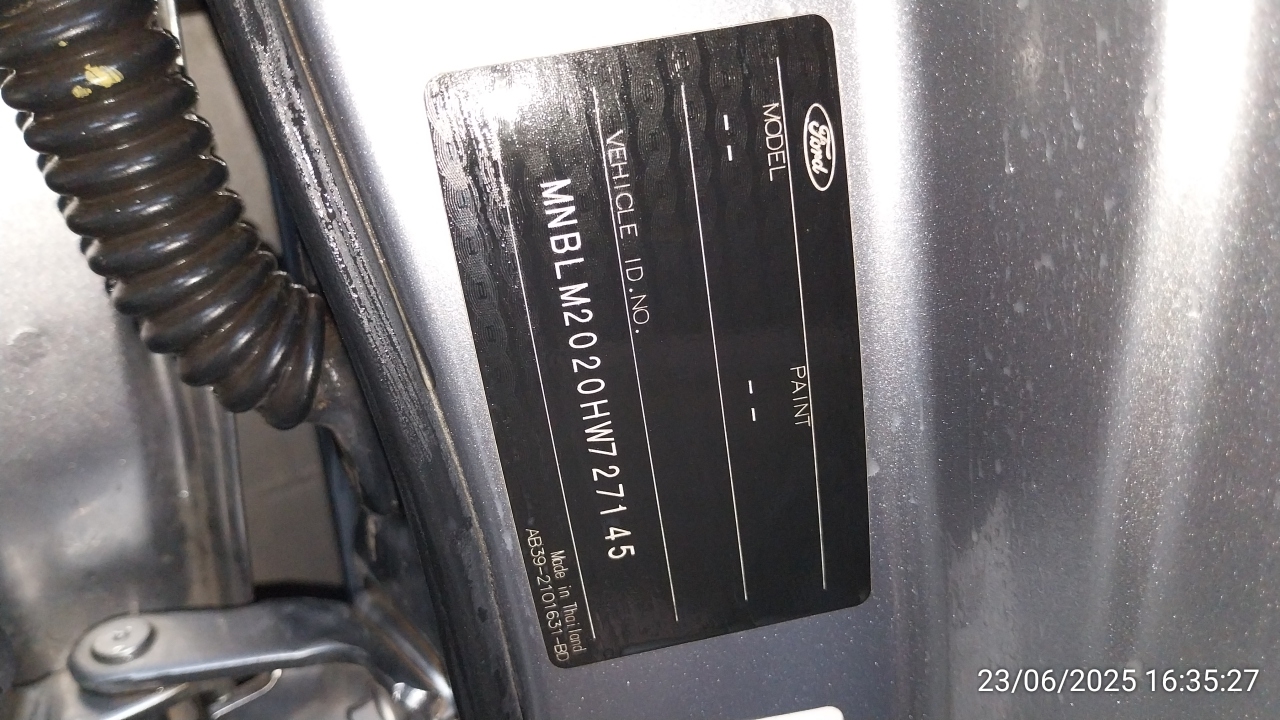 Ford
MODEL PAINT
-- --
VEHICLE ID.NO.
MNBLM2020HW727145
Made in Thailand
AB39-2101631-BD
23/06/2025 16:35:27